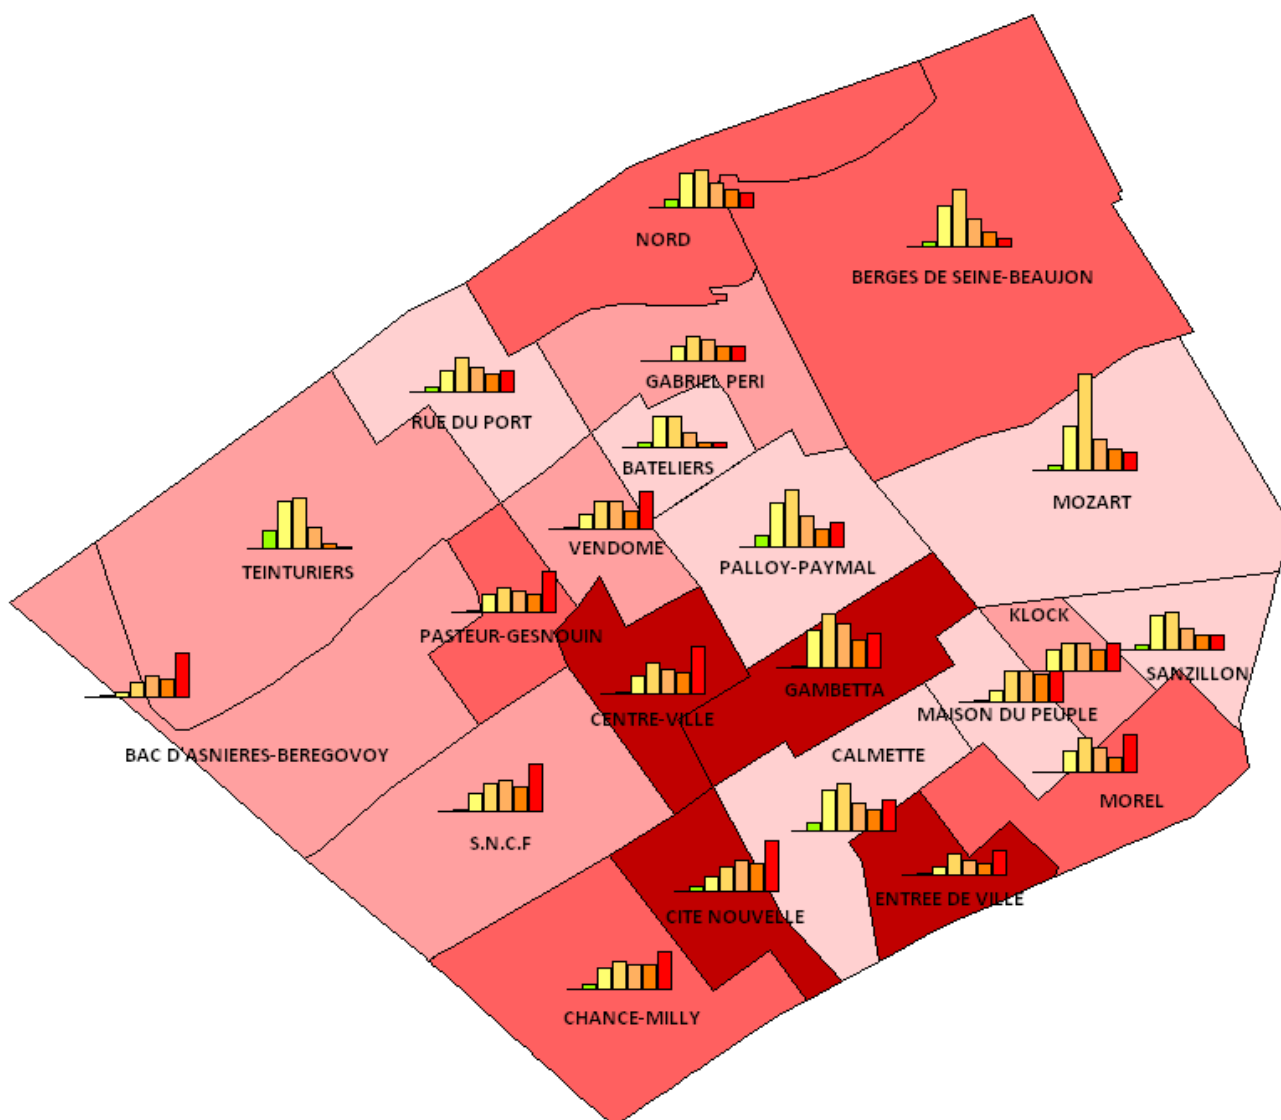 NORD
BERGES DE SEINE-BEAUJON
GABRIEL PERI
RUE DU PORT
BATELIERS
MOZART
VENDOME
PALLOY-PAYMAL
TEINTURIERS
KLOCK
PASTEUR-GESNOUIN
SANZILLON
GAMBETTA
MAISON DU PEUPLE
CENTRE-VILLE
BAC D'ASNIERES-BEREGOVOY
CALMETTE
MOREL
S.N.C.F
ENTREE DE VILLE
CITE NOUVELLE
CHANCE-MILLY